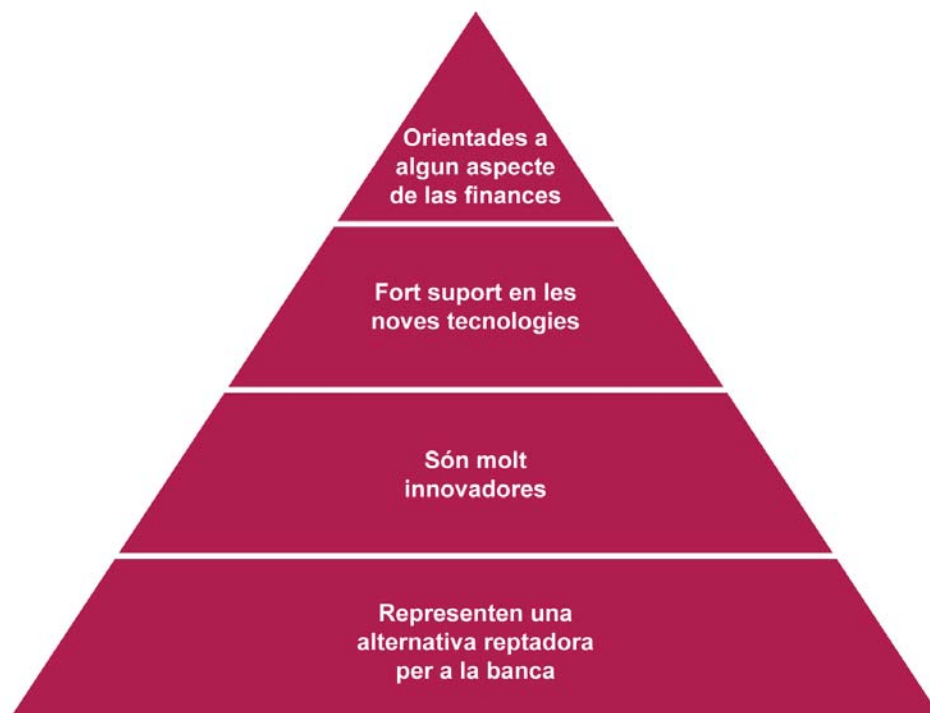 Orientades a
algun aspecte
de las finances
Fort suport en les
noves tecnologies
Són molt
innovadores
Representen una
alternativa reptadora
per a la banca